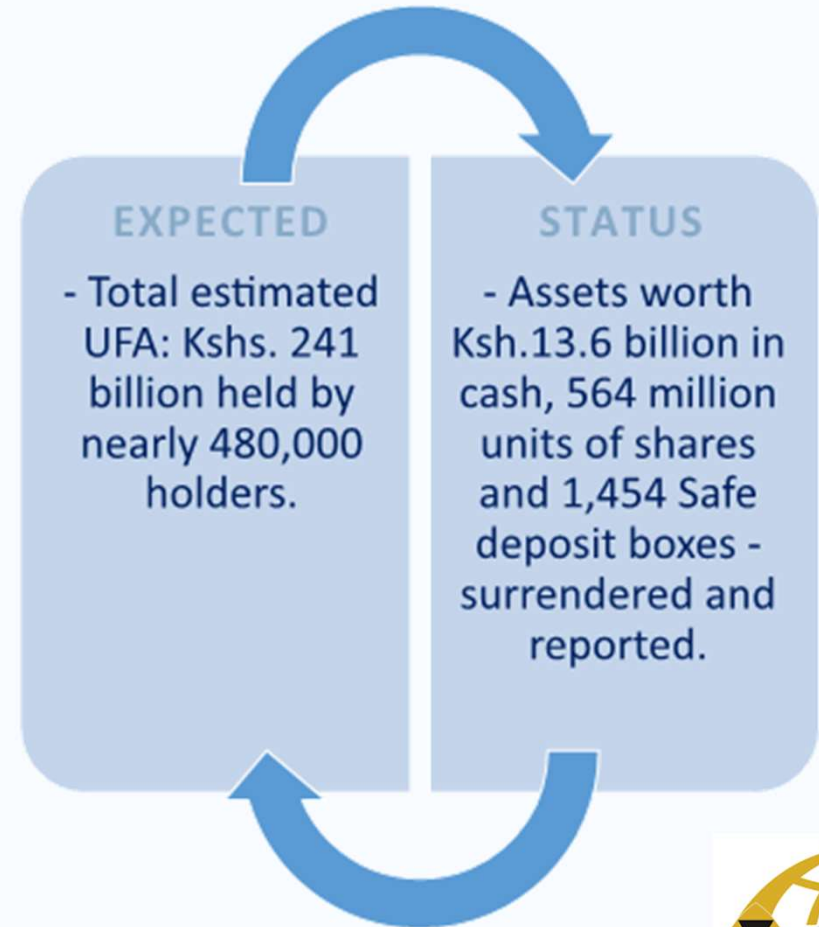 EXPECTED
- Total estimated
UFA: Kshs. 241
billion held by
nearly 480,000
holders.
STATUS
- Assets worth
Ksh.13.6 billion in
cash, 564 million
units of shares
and 1,454 Safe
deposit boxes -
surrendered and
reported.